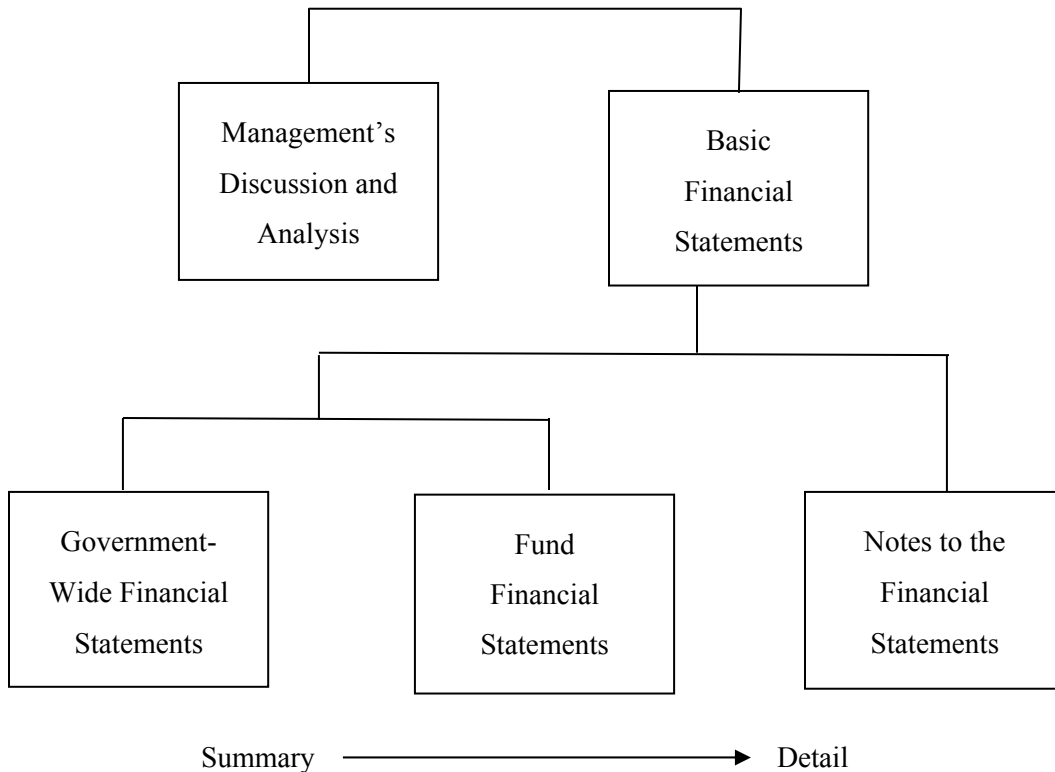 Management’s
Discussion and
Analysis
Basic
Financial
Statements
Government-
Wide Financial
Statements
Fund
Financial
Statements
Notes to the
Financial
Statements
Summary
Detail